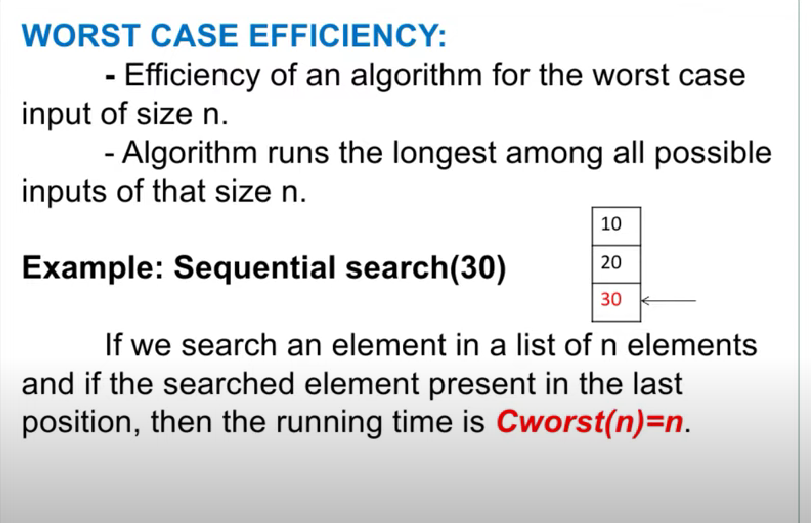 WORST CASE EFFICIENCY:
- Efficiency of an algorithm for the worst case
input of size n.
- Algorithm runs the longest among all possible
inputs of that size n.
10
Example: Sequential search(30)
20
30
If we search an element in a list of n elements
and if the searched element present in the last
position, then the running time is Cworst(n)=n.